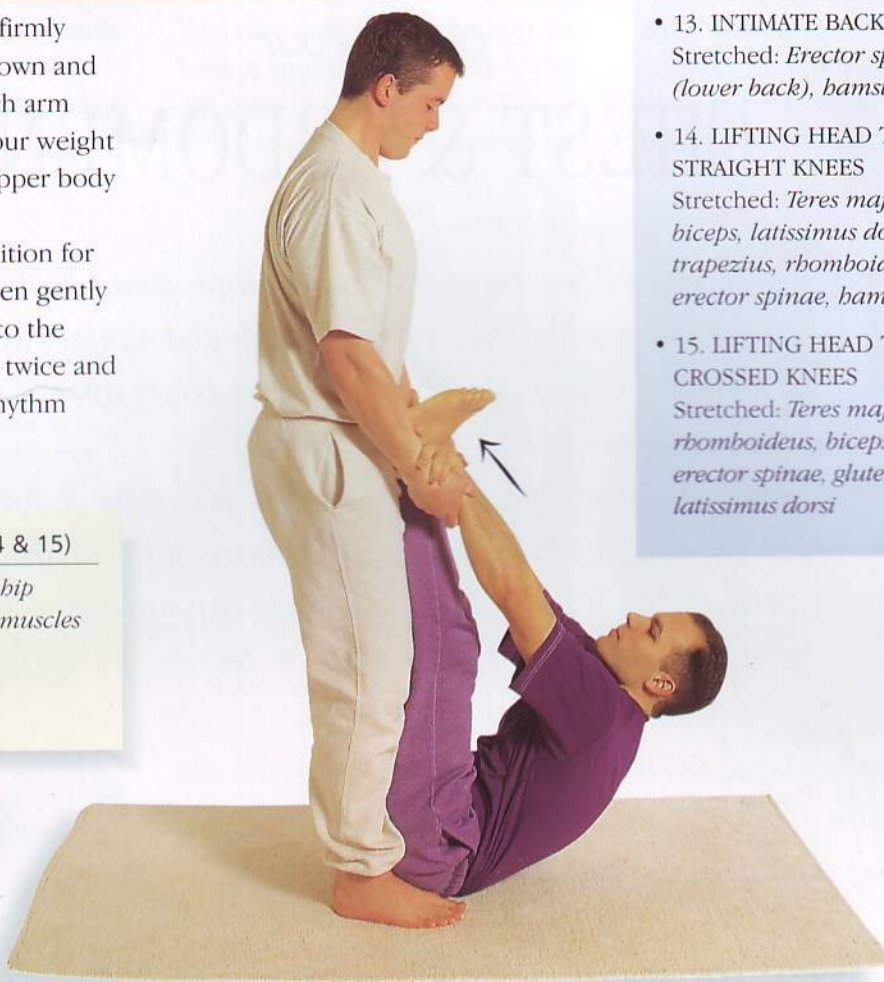 firmly
own and
h arm
our weight
pper body
ition for
en gently
to the
twice and
hythm
4 & 15)
hip
muscles
• 13. INTIMATE BACK
Stretched: Erector sp
(lower back), hamst
• 14. LIFTING HEAD T
STRAIGHT KNEES
Stretched: Teres maj
biceps, latissimus do
trapezius, rhomboid
erector spinae, ham
• 15. LIFTING HEAD T
CROSSED KNEES
Stretched: Teres maj
rhomboideus, biceps
erector spinae, glute
latissimus dorsi